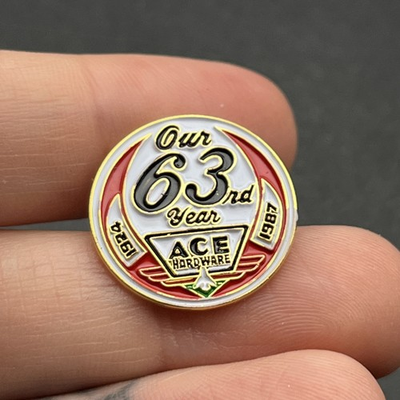 Our
63rd
Year
1924
1987
ACE
HARDWARE